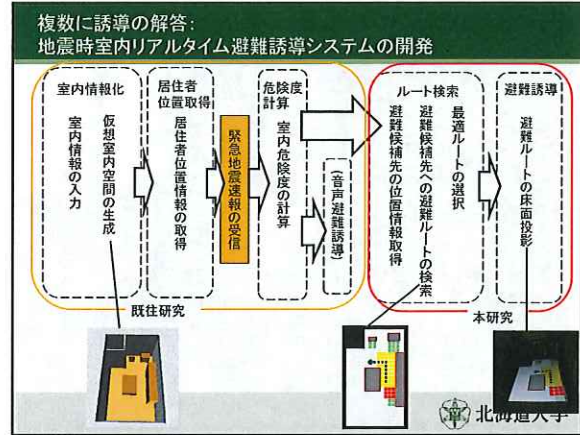 複数に誘導の解答：
地震時室内リアルタイム避難誘導システムの開発
室内情報化
仮想室内空間の生成
室内情報の入力
居住者
位置取得
居住者位置情報の取得
緊急地震速報の受信
危険度
計算
室内危険度の計算
（音声避難誘導）
ルート検索
最適ルートの選択
避難候補先への避難ルートの検索
避難候補先の位置情報取得
避難誘導
避難ルートの床面投影
既往研究
本研究
北海道大学